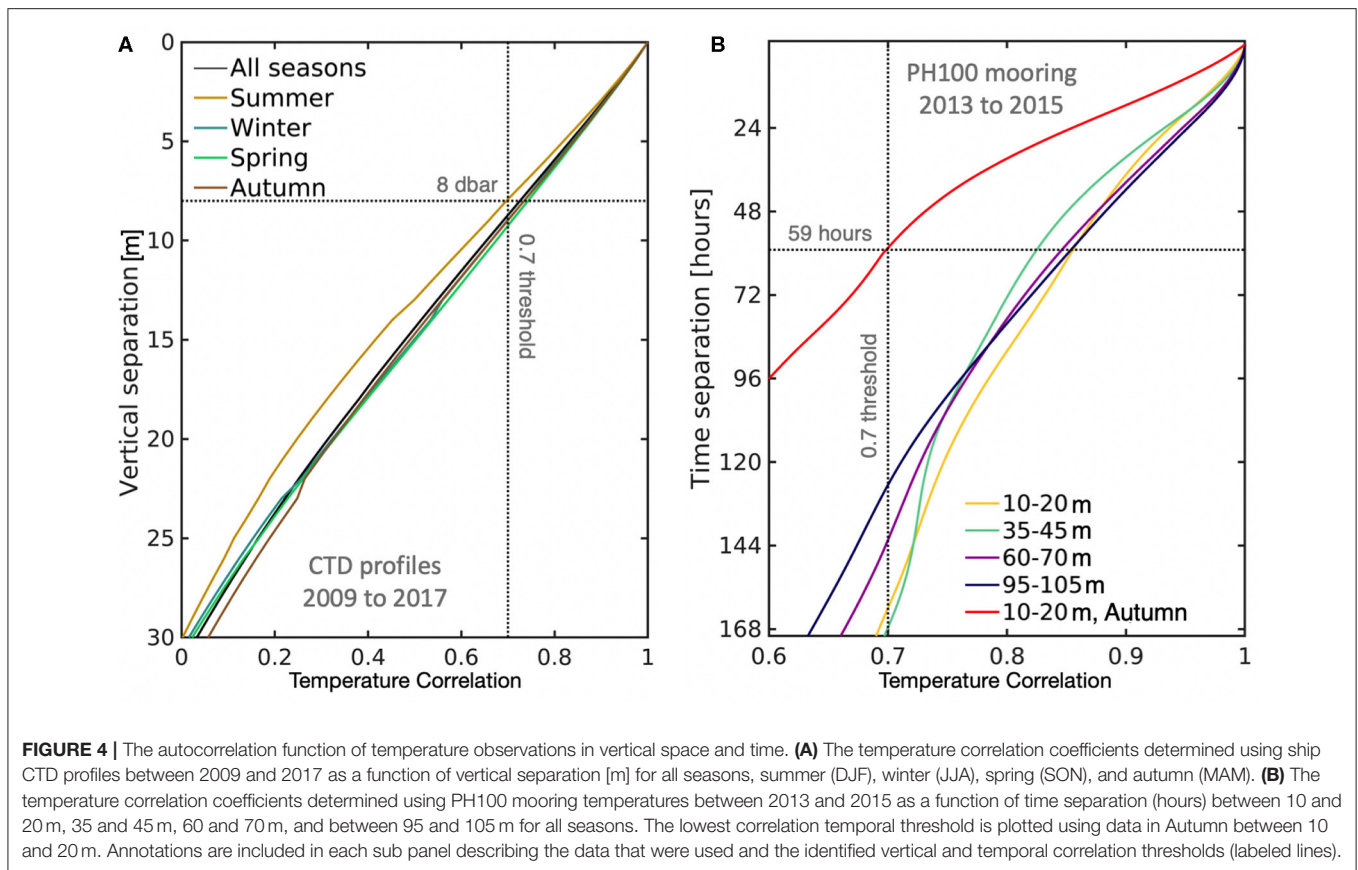 A
0
5
10
15
20
25
30
Vertical separation [m]
All seasons
Summer
Winter
Spring
Autumn
8 dbar
0.7 threshold
CTD profiles
2009 to 2017
0
0.2
0.4
0.6
0.8
1
Temperature Correlation
B
24
48
72
96
120
144
168
Time separation [hours]
PH100 mooring
2013 to 2015
59 hours
0.7 threshold
10-20 m
35-45 m
60-70 m
95-105 m
10-20 m, Autumn
0.6
0.7
0.8
0.9
1
Temperature Correlation
FIGURE 4 | The autocorrelation function of temperature observations in vertical space and time. (A) The temperature correlation coefficients determined using ship
CTD profiles between 2009 and 2017 as a function of vertical separation [m] for all seasons, summer (DJF), winter (JJA), spring (SON), and autumn (MAM). (B) The
temperature correlation coefficients determined using PH100 mooring temperatures between 2013 and 2015 as a function of time separation (hours) between 10 and
20 m, 35 and 45 m, 60 and 70 m, and between 95 and 105 m for all seasons. The lowest correlation temporal threshold is plotted using data in Autumn between 10
and 20 m. Annotations are included in each sub panel describing the data that were used and the identified vertical and temporal correlation thresholds (labeled lines).